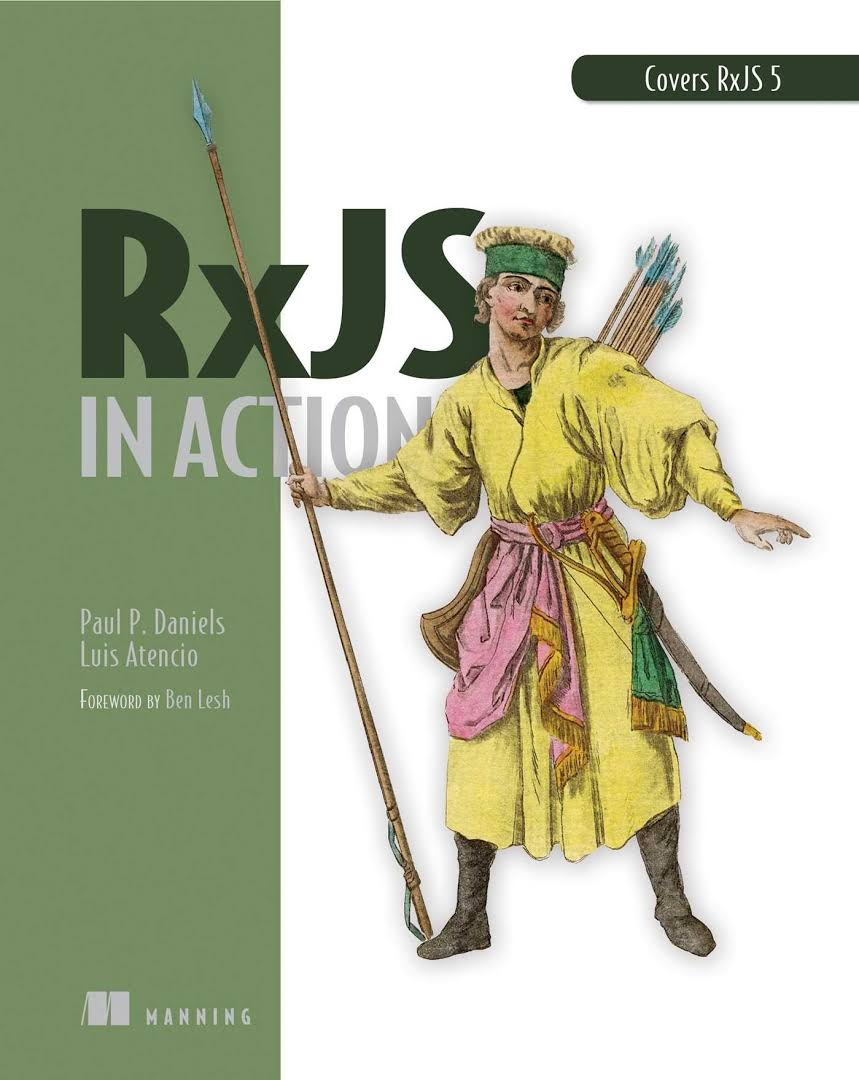 Covers RxJS 5
RxJS
IN ACTION
Paul P. Daniels
Luis Atencio
FOREWORD BY Ben Lesh
MANNING